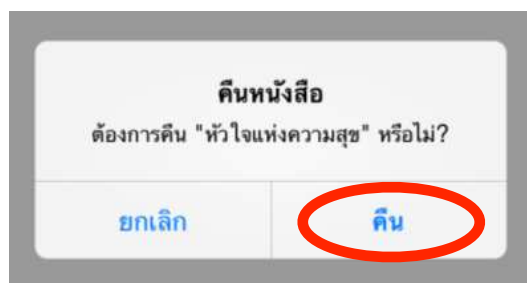 คืนหนังสือ
ต้องการคืน "หัวใจแห่งความสุข" หรือไม่?
ยกเลิก คืน